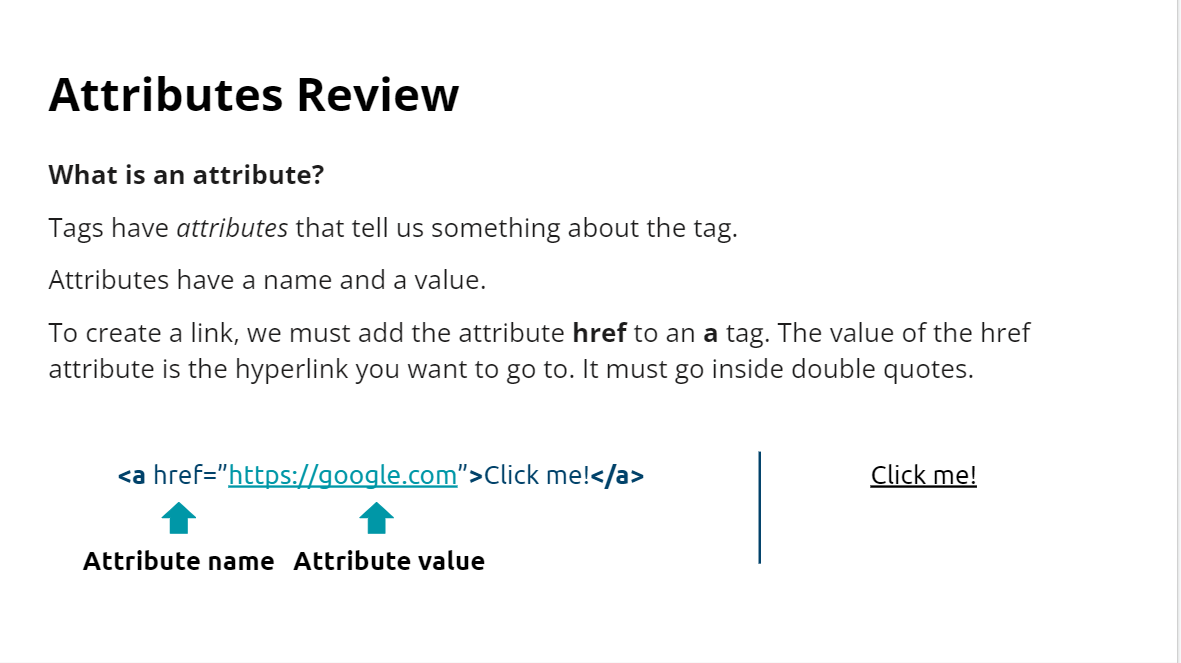 Attributes Review
What is an attribute?
Tags have attributes that tell us something about the tag.
Attributes have a name and a value.
To create a link, we must add the attribute href to an a tag. The value of the href
attribute is the hyperlink you want to go to. It must go inside double quotes.
<a href=”https://google.com”>Click me!</a>
Click me!
Attribute name
Attribute value